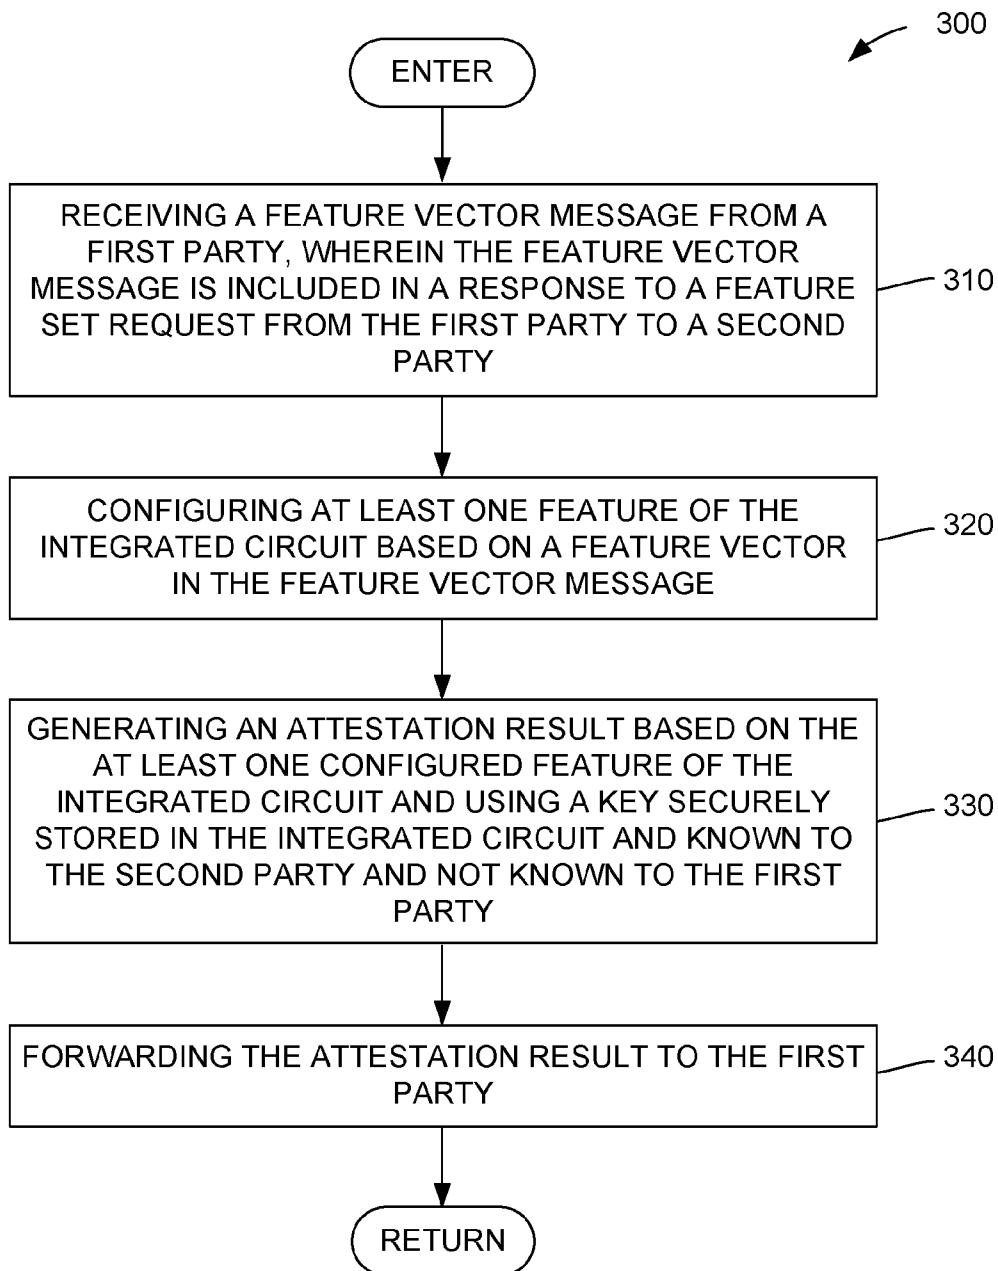 300
ENTER
RECEIVING A FEATURE VECTOR MESSAGE FROM A
FIRST PARTY, WHEREIN THE FEATURE VECTOR
MESSAGE IS INCLUDED IN A RESPONSE TO A FEATURE
SET REQUEST FROM THE FIRST PARTY TO A SECOND
PARTY
310
CONFIGURING AT LEAST ONE FEATURE OF THE
INTEGRATED CIRCUIT BASED ON A FEATURE VECTOR
IN THE FEATURE VECTOR MESSAGE
320
GENERATING AN ATTESTATION RESULT BASED ON THE
AT LEAST ONE CONFIGURED FEATURE OF THE
INTEGRATED CIRCUIT AND USING A KEY SECURELY
STORED IN THE INTEGRATED CIRCUIT AND KNOWN TO
THE SECOND PARTY AND NOT KNOWN TO THE FIRST
PARTY
330
FORWARDING THE ATTESTATION RESULT TO THE FIRST
PARTY
340
RETURN